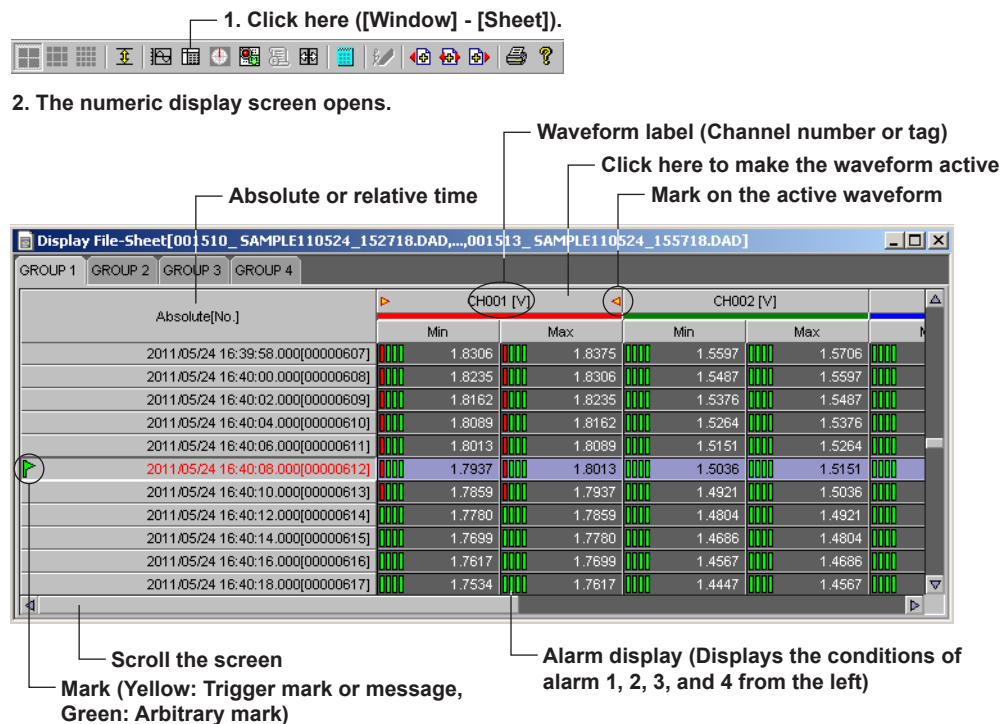 1. Click here ([Window] - [Sheet]).
2. The numeric display screen opens.
Waveform label (Channel number or tag)
Click here to make the waveform active
Absolute or relative time
Mark on the active waveform
Display File-Sheet[001510_ SAMPLE110524_152718.DAD,...,001513_ SAMPLE110524_155718.DAD]
GROUP 1 GROUP 2 GROUP 3 GROUP 4
Absolute[No.] CH001 [V] CH002 [V]
Min Max Min Max
2011/05/24 16:39:58.000[00000607] 1.8306 1.8375 1.5597 1.5706
2011/05/24 16:40:00.000[00000608] 1.8235 1.8306 1.5487 1.5597
2011/05/24 16:40:02.000[00000609] 1.8162 1.8235 1.5376 1.5487
2011/05/24 16:40:04.000[00000610] 1.8089 1.8162 1.5264 1.5376
2011/05/24 16:40:06.000[00000611] 1.8013 1.8089 1.5151 1.5264
2011/05/24 16:40:08.000[00000612] 1.7937 1.8013 1.5036 1.5151
2011/05/24 16:40:10.000[00000613] 1.7859 1.7937 1.4921 1.5036
2011/05/24 16:40:12.000[00000614] 1.7780 1.7859 1.4804 1.4921
2011/05/24 16:40:14.000[00000615] 1.7699 1.7780 1.4686 1.4804
2011/05/24 16:40:16.000[00000616] 1.7617 1.7699 1.4567 1.4686
2011/05/24 16:40:18.000[00000617] 1.7534 1.7617 1.4447 1.4567
Scroll the screen
Mark (Yellow: Trigger mark or message,
Green: Arbitrary mark)
Alarm display (Displays the conditions of
alarm 1, 2, 3, and 4 from the left)